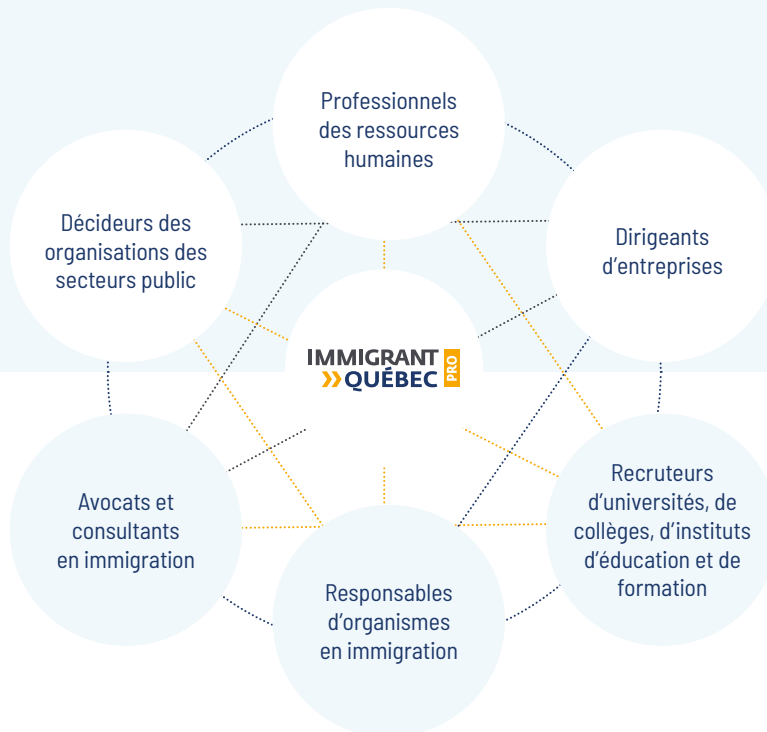 Professionnels
des ressources
humaines
Décideurs des
organisations des
secteurs public
Dirigeants
d'entreprises
IMMIGRANT
QUÉBEC
PRO
Avocats et
consultants
en immigration
Recruteurs
d'universités, de
collèges, d'instituts
d'éducation et de
formation
Responsables
d'organismes
en immigration